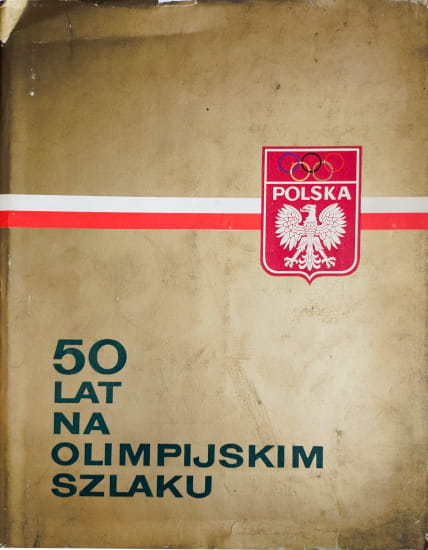 POLSKA
50
LAT
NA
OLIMPIJSKIM
SZLAKU